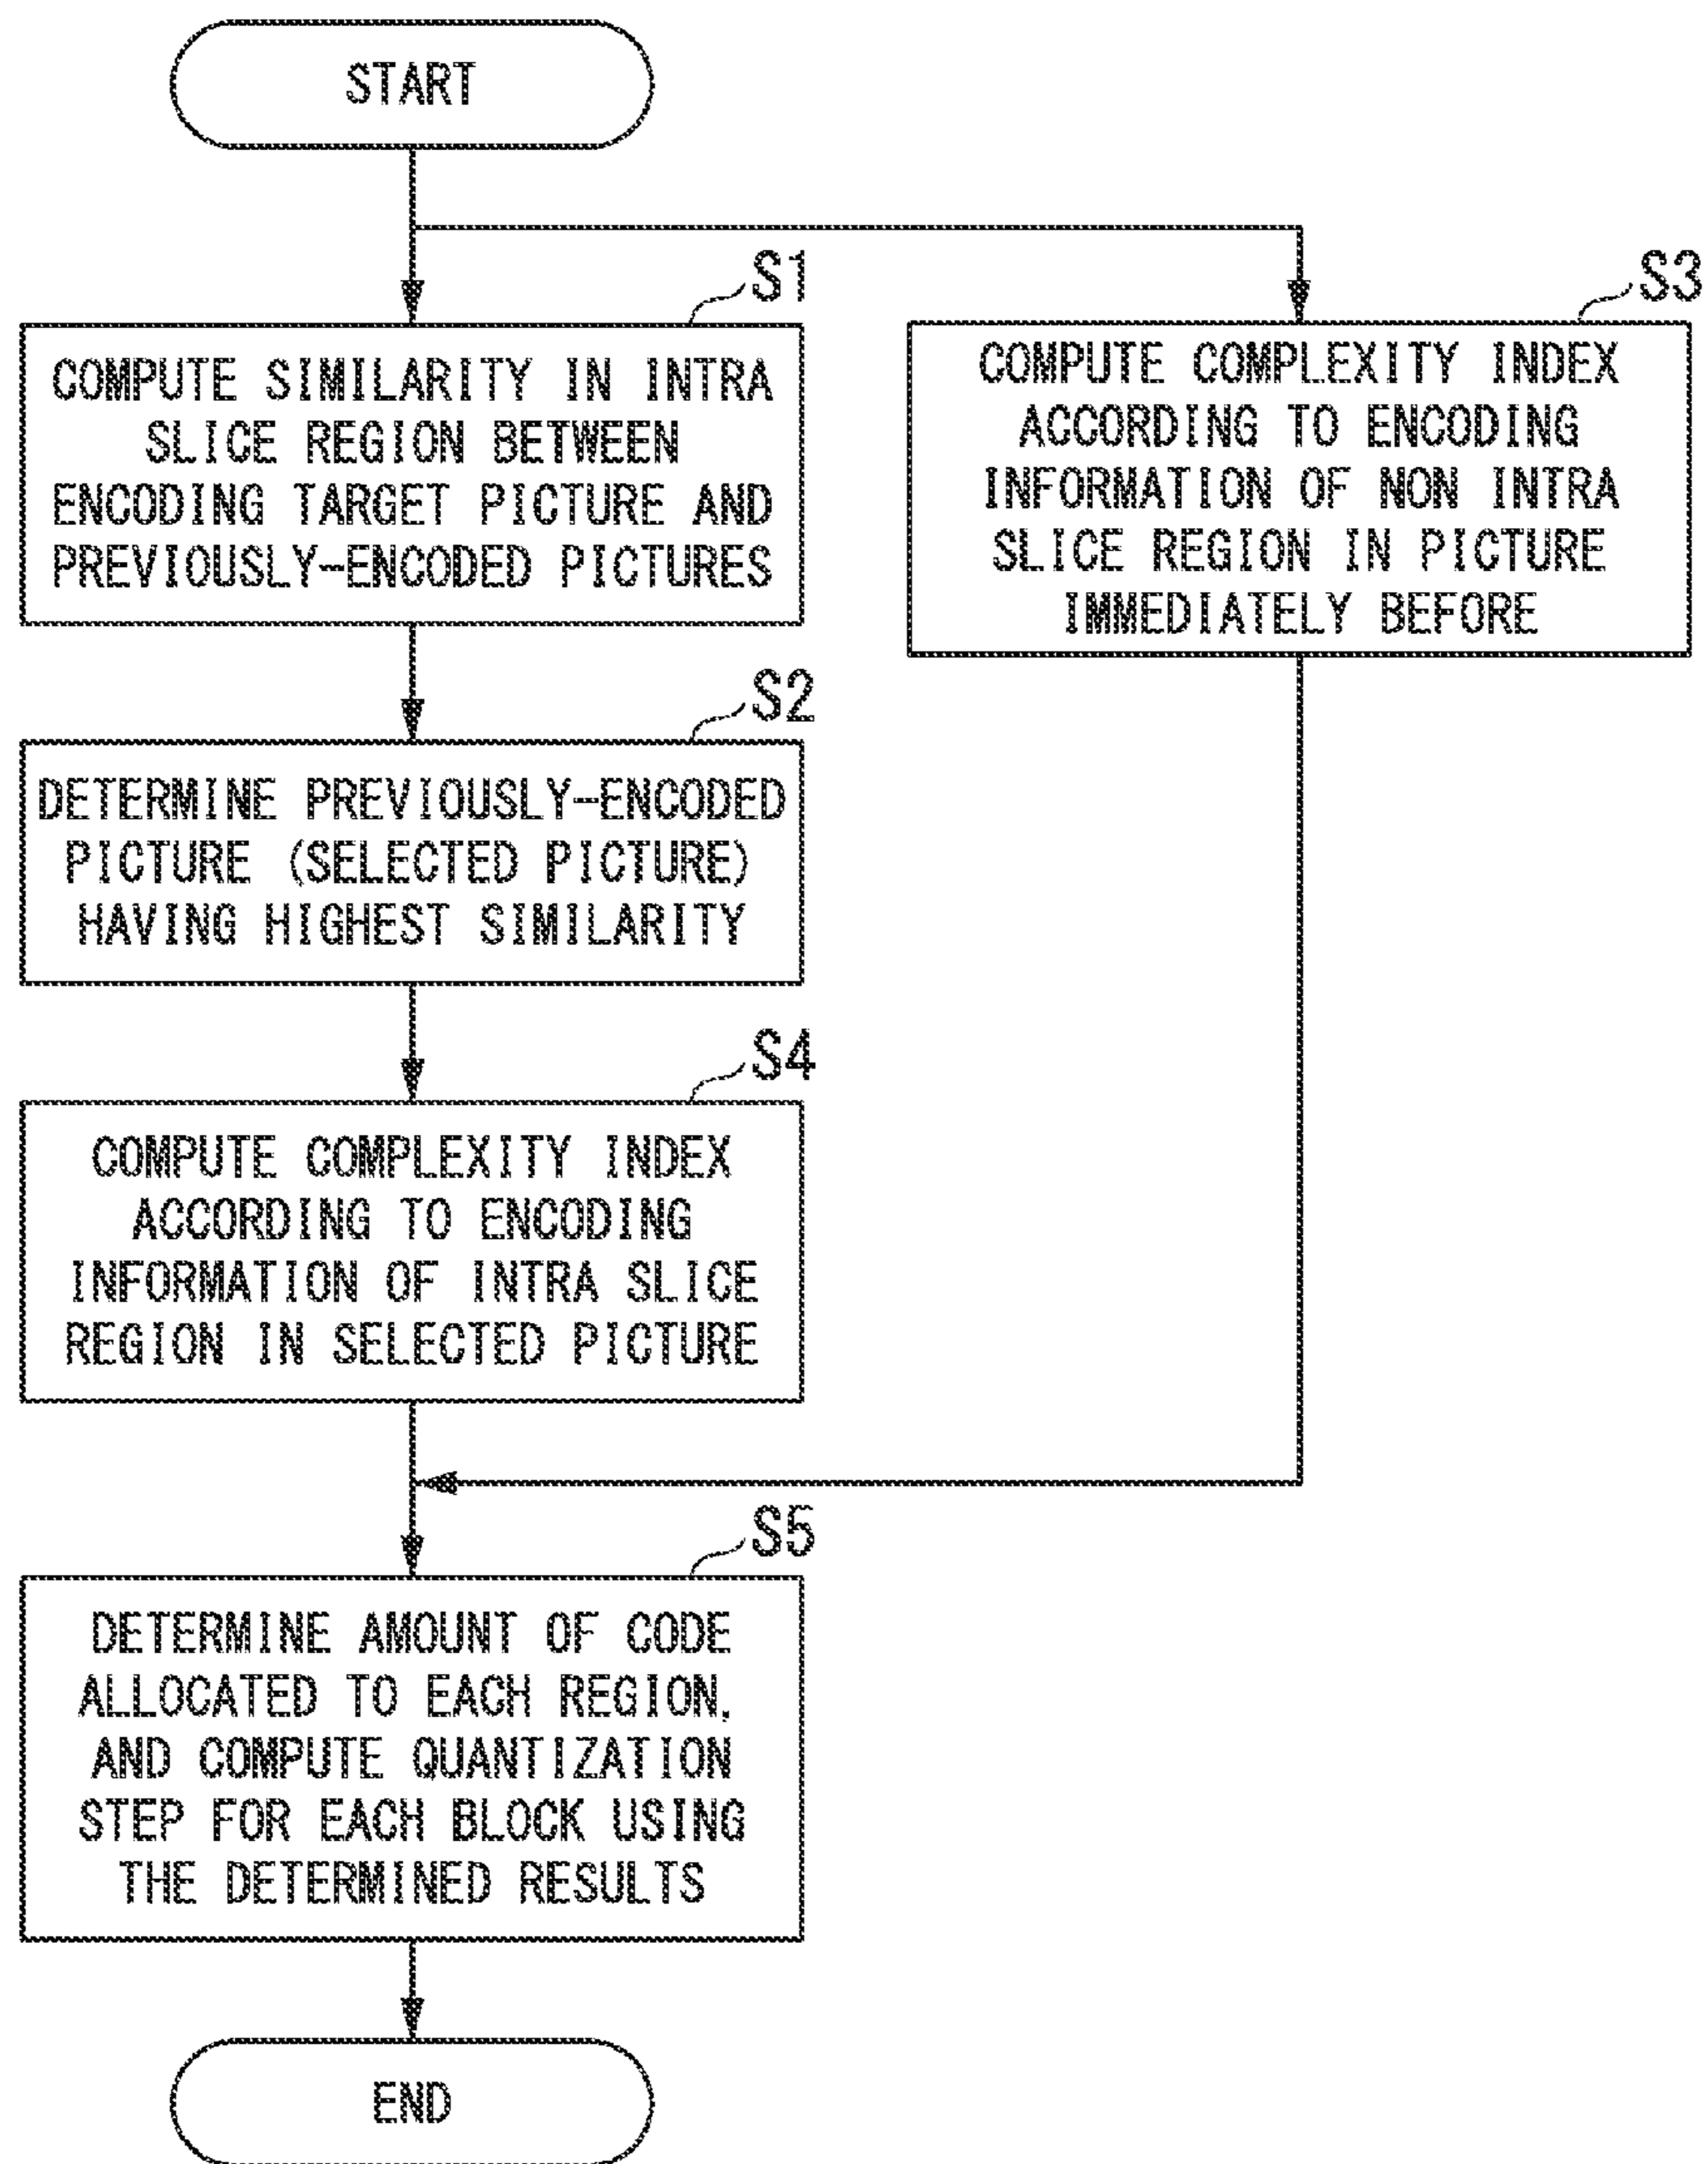 START
S1
COMPUTE SIMILARITY IN INTRA
SLICE REGION BETWEEN
ENCODING TARGET PICTURE AND
PREVIOUSLY-ENCODED PICTURES
S3
COMPUTE COMPLEXITY INDEX
ACCORDING TO ENCODING
INFORMATION OF NON INTRA
SLICE REGION IN PICTURE
IMMEDIATELY BEFORE
S2
DETERMINE PREVIOUSLY-ENCODED
PICTURE (SELECTED PICTURE)
HAVING HIGHEST SIMILARITY
S4
COMPUTE COMPLEXITY INDEX
ACCORDING TO ENCODING
INFORMATION OF INTRA SLICE
REGION IN SELECTED PICTURE
S5
DETERMINE AMOUNT OF CODE
ALLOCATED TO EACH REGION,
AND COMPUTE QUANTIZATION
STEP FOR EACH BLOCK USING
THE DETERMINED RESULTS
END